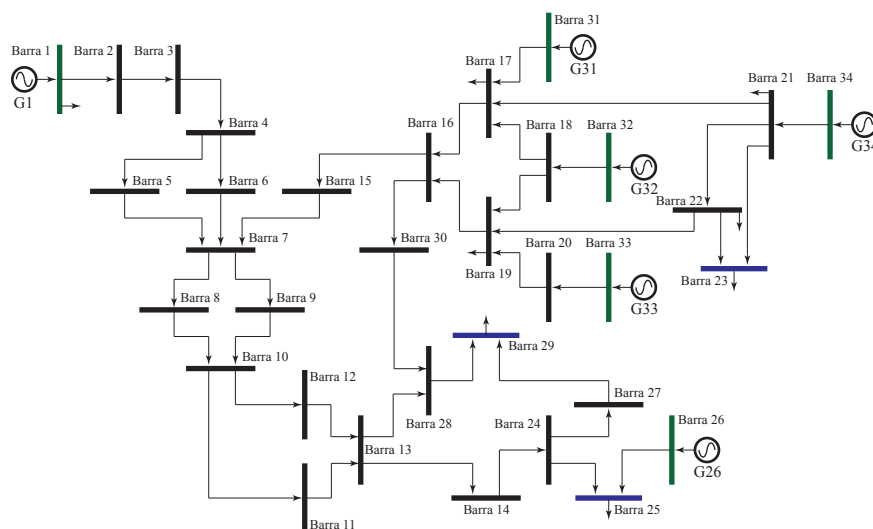 Barra 31
Barra 1
Barra 2
Barra 3
G1
Barra 17
G31
Barra 21
Barra 34
Barra 16
Barra 18
Barra 32
G34
Barra 4
G32
Barra 5
Barra 6
Barra 15
Barra 22
Barra 7
Barra 30
Barra 20
Barra 33
Barra 19
Barra 23
Barra 8
Barra 9
G33
Barra 10
Barra 29
Barra 12
Barra 27
Barra 28
Barra 24
Barra 26
Barra 13
G26
Barra 14
Barra 25
Barra 11